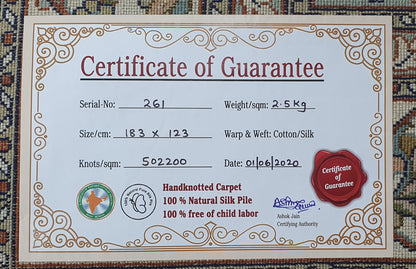 Certificate of Guarantee
Serial-No: 261 Weight/sqm: 2.5 Kg
Size/cm: 183 x 123 Warp & Weft: Cotton/Silk
Knots/sqm: 502200 Date: 01/06/2020
Handknotted Carpet
100 % Natural Silk Pile
100 % free of child labor
Certificate of
Guarantee
Ashok Jain
Certifying Authority